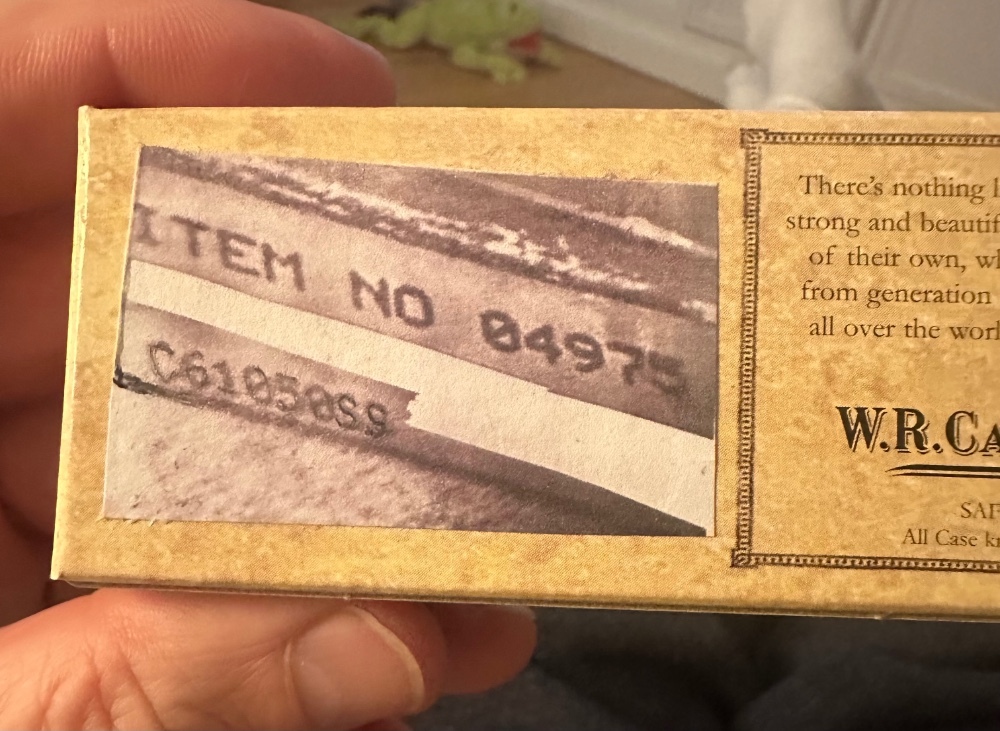 ITEM NO 04975
C61050SS
There's nothing l
strong and beautif
of their own, wh
from generation
all over the worl
W.R.CA
SAF
All Case kn